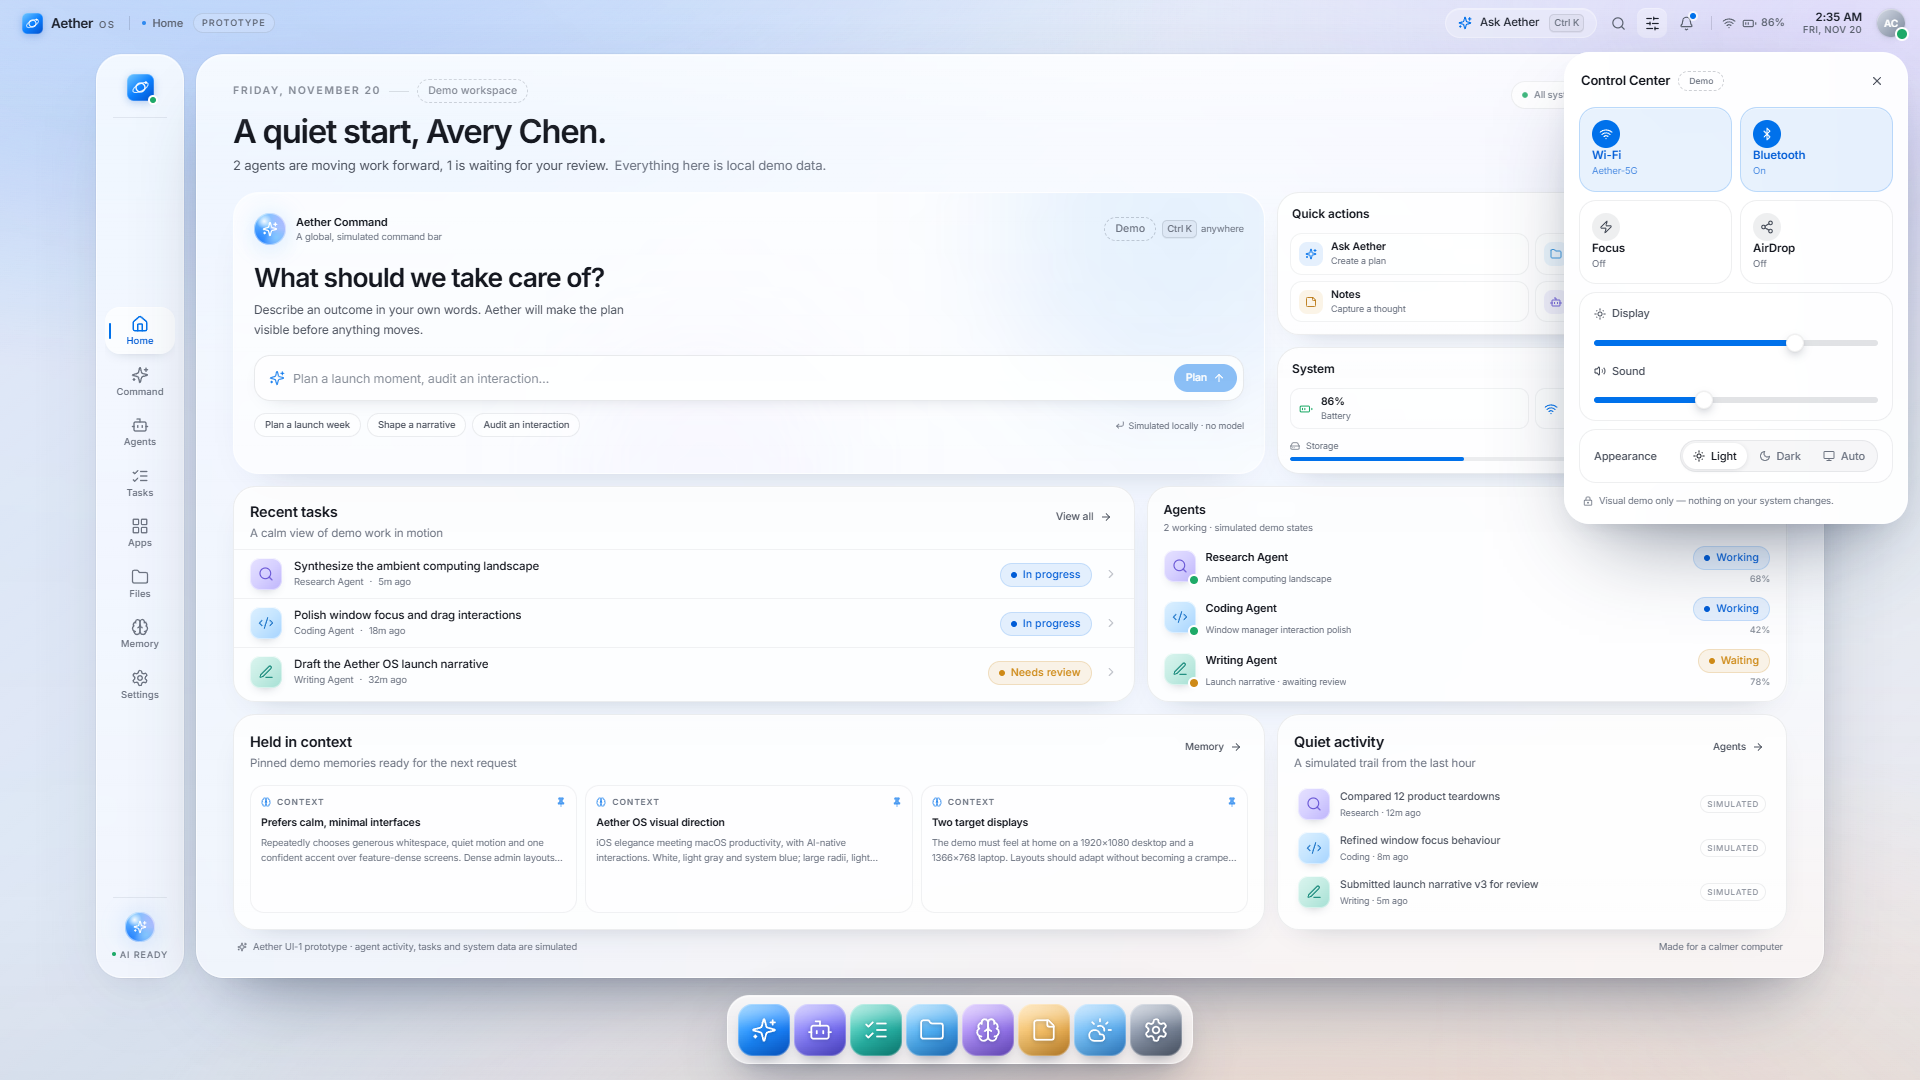 Aether OS
Home
PROTOTYPE
Ask Aether Ctrl K
86%
2:35 AM
FRI, NOV 20
AC
Home
Command
Agents
Tasks
Apps
Files
Memory
Settings
AI READY
FRIDAY, NOVEMBER 20
Demo workspace
A quiet start, Avery Chen.
2 agents are moving work forward, 1 is waiting for your review. Everything here is local demo data.
Aether Command
A global, simulated command bar
Demo
Ctrl K anywhere
What should we take care of?
Describe an outcome in your own words. Aether will make the plan
visible before anything moves.
Plan a launch moment, audit an interaction...
Plan
Plan a launch week
Shape a narrative
Audit an interaction
Simulated locally · no model
All sys
Quick actions
Ask Aether
Create a plan
Notes
Capture a thought
System
86%
Battery
Storage
Control Center
Demo
Wi-Fi
Aether-5G
Bluetooth
On
Focus
Off
AirDrop
Off
Display
Sound
Appearance
Light
Dark
Auto
Visual demo only — nothing on your system changes.
Recent tasks
A calm view of demo work in motion
View all
Synthesize the ambient computing landscape
Research Agent · 5m ago
In progress
Polish window focus and drag interactions
Coding Agent · 18m ago
In progress
Draft the Aether OS launch narrative
Writing Agent · 32m ago
Needs review
Agents
2 working · simulated demo states
Research Agent
Ambient computing landscape
Working
68%
Coding Agent
Window manager interaction polish
Working
42%
Writing Agent
Launch narrative · awaiting review
Waiting
78%
Held in context
Pinned demo memories ready for the next request
Memory
CONTEXT
Prefers calm, minimal interfaces
Repeatedly chooses generous whitespace, quiet motion and one
confident accent over feature-dense screens. Dense admin layouts...
CONTEXT
Aether OS visual direction
iOS elegance meeting macOS productivity, with AI-native
interactions. White, light gray and system blue; large radii, light...
CONTEXT
Two target displays
The demo must feel at home on a 1920×1080 desktop and a
1366×768 laptop. Layouts should adapt without becoming a crampe...
Quiet activity
A simulated trail from the last hour
Agents
Compared 12 product teardowns
Research · 12m ago
SIMULATED
Refined window focus behaviour
Coding · 8m ago
SIMULATED
Submitted launch narrative v3 for review
Writing · 5m ago
SIMULATED
Aether UI-1 prototype · agent activity, tasks and system data are simulated
Made for a calmer computer